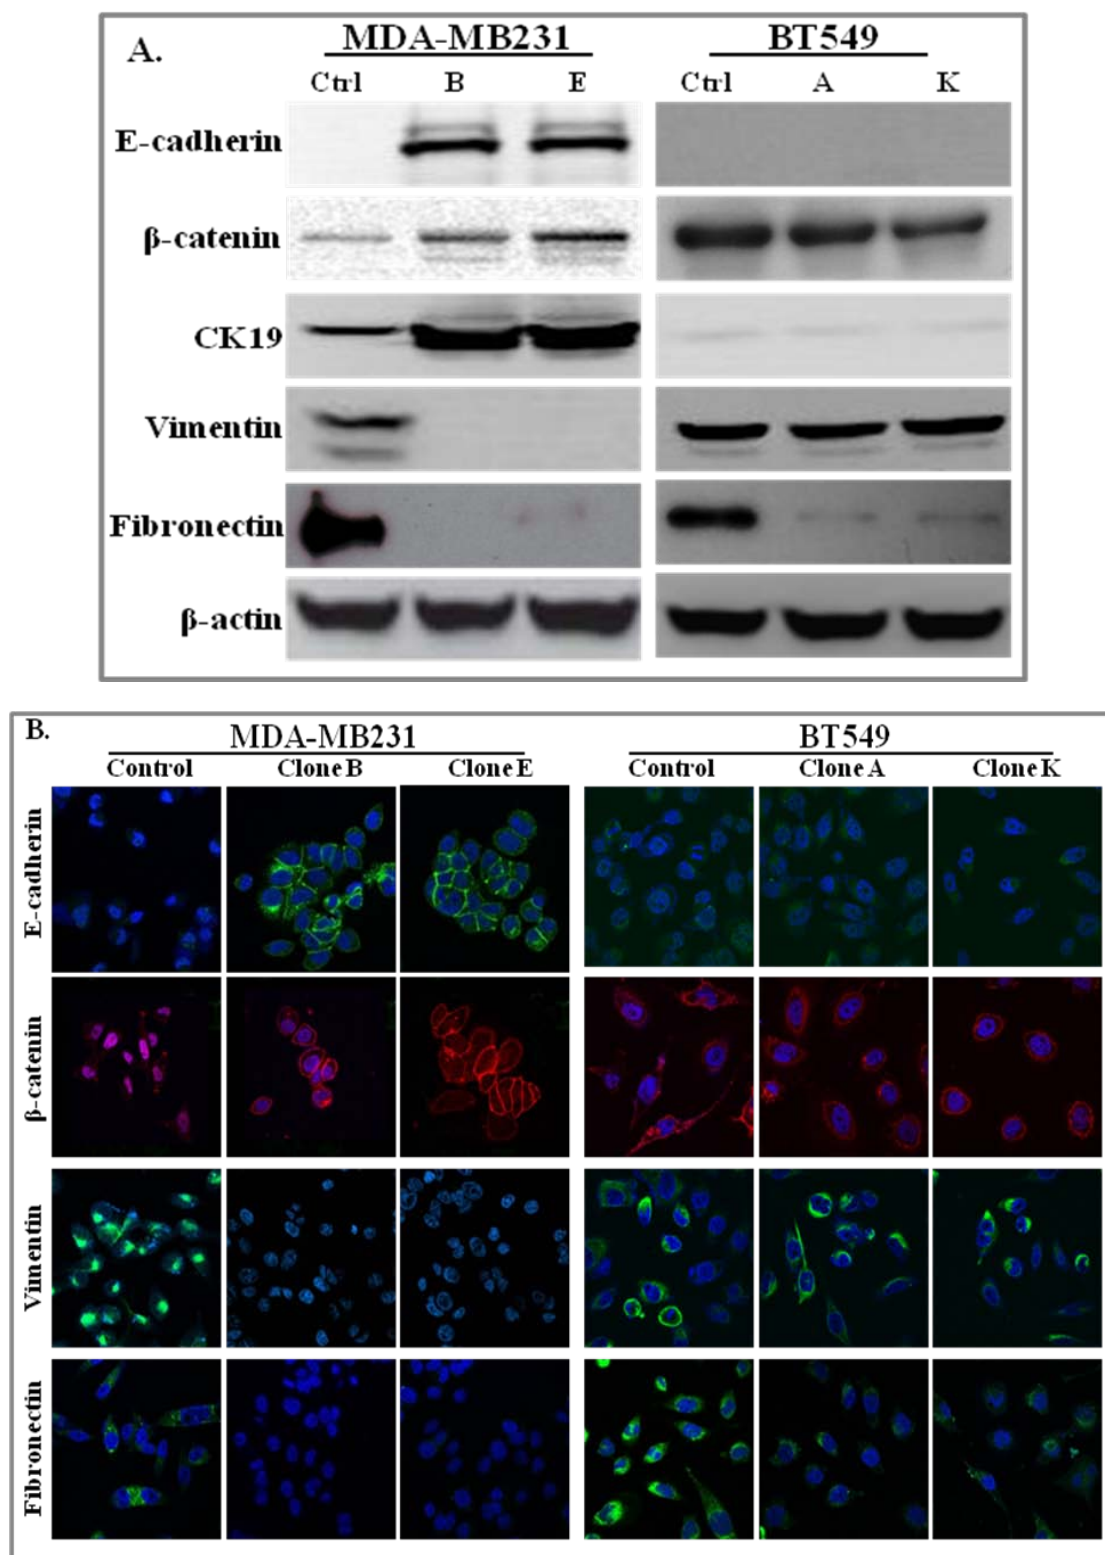 A.
MDA-MB231 BT549
Ctrl B E Ctrl A K
E-cadherin
β-catenin
CK19
Vimentin
Fibronectin
β-actin
B.
MDA-MB231 BT549
Control Clone B Clone E Control Clone A Clone K
E-cadherin
β-catenin
Vimentin
Fibronectin